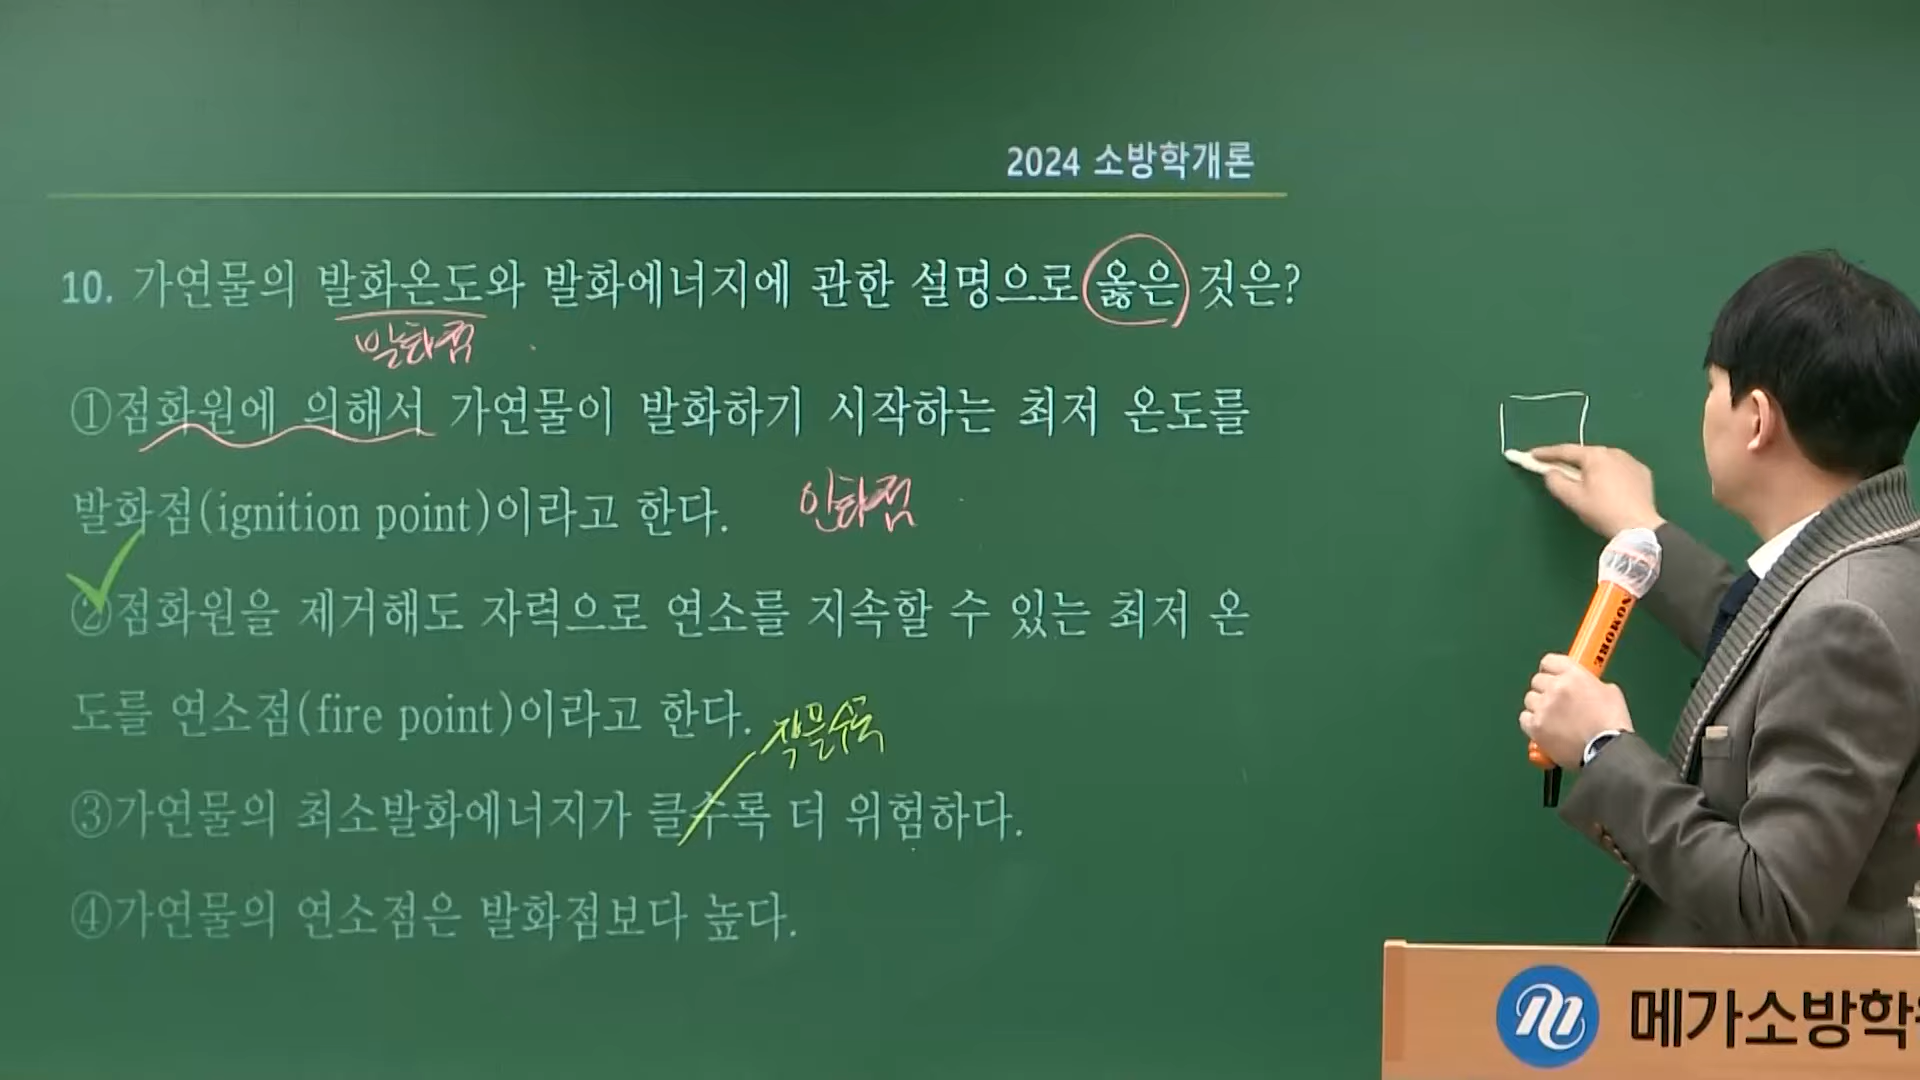 2024 소방학개론
10. 가연물의 발화온도와 발화에너지에 관한 설명으로 옳은 것은?
발화점
①점화원에 의해서 가연물이 발화하기 시작하는 최저 온도를
발화점(ignition point)이라고 한다.
인화점
②점화원을 제거해도 자력으로 연소를 지속할 수 있는 최저 온
도를 연소점(fire point)이라고 한다.
작을수록
③가연물의 최소발화에너지가 클수록 더 위험하다.
④가연물의 연소점은 발화점보다 높다.
메가소방학